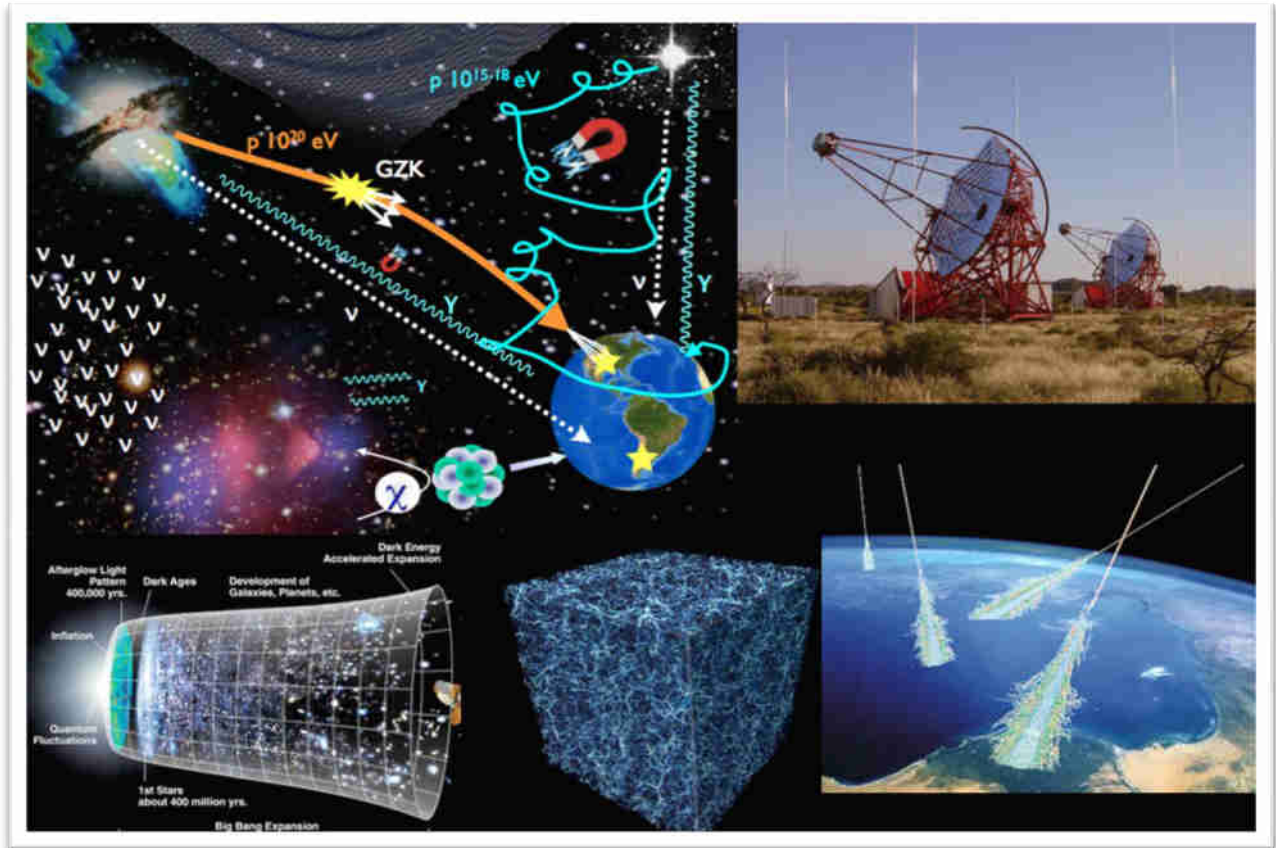 p 10¹⁵⁻¹⁸ eV
p 10²⁰ eV
GZK
γ
ν
γ
ν
ν ν ν ν ν ν ν ν ν ν ν ν ν ν ν ν ν ν ν ν ν ν ν ν ν ν ν ν ν ν
γ
χ
Dark Energy
Accelerated Expansion
Afterglow Light
Pattern
400,000 yrs.
Dark Ages
Development of
Galaxies, Planets, etc.
Inflation
Quantum
Fluctuations
1st Stars
about 400 million yrs.
Big Bang Expansion